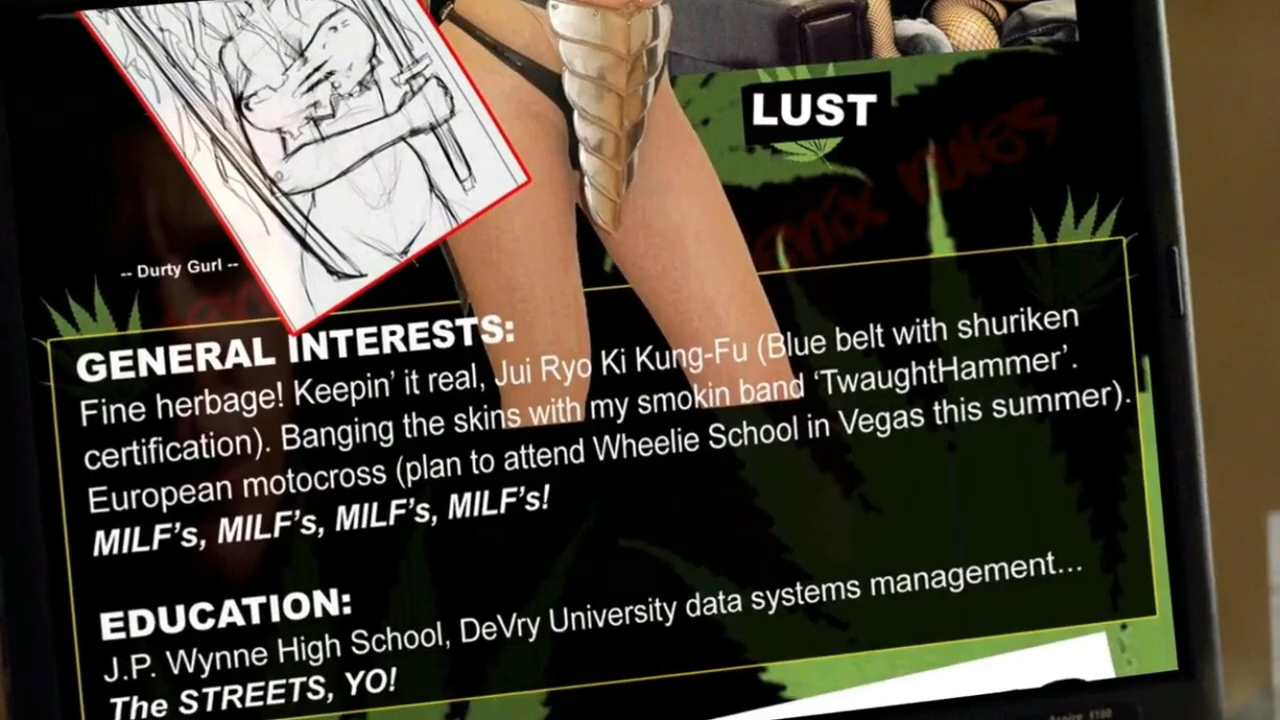 LUST
-- Durty Gurl --
GENERAL INTERESTS:
Fine herbage! Keepin' it real, Jui Ryo Ki Kung-Fu (Blue belt with shuriken
certification). Banging the skins with my smokin band ‘TwaughtHammer’.
European motocross (plan to attend Wheelie School in Vegas this summer).
MILF's, MILF's, MILF's, MILF's!
EDUCATION:
J.P. Wynne High School, DeVry University data systems management...
The STREETS, YO!